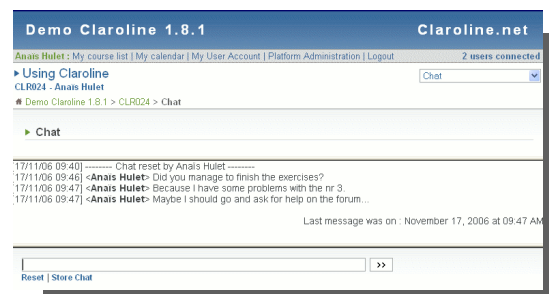 Demo Claroline 1.8.1 Claroline.net
Anaïs Hulet : My course list | My calendar | My User Account | Platform Administration | Logout 2 users connected
Using Claroline Chat
CLR024 - Anaïs Hulet
Demo Claroline 1.8.1 > CLR024 > Chat
Chat
17/11/06 09:40] -------- Chat reset by Anaïs Hulet --------
17/11/06 09:46] <Anaïs Hulet> Did you manage to finish the exercises?
17/11/06 09:47] <Anaïs Hulet> Because I have some problems with the nr 3.
17/11/06 09:47] <Anaïs Hulet> Maybe I should go and ask for help on the forum...
Last message was on : November 17, 2006 at 09:47 AM
>>
Reset | Store Chat